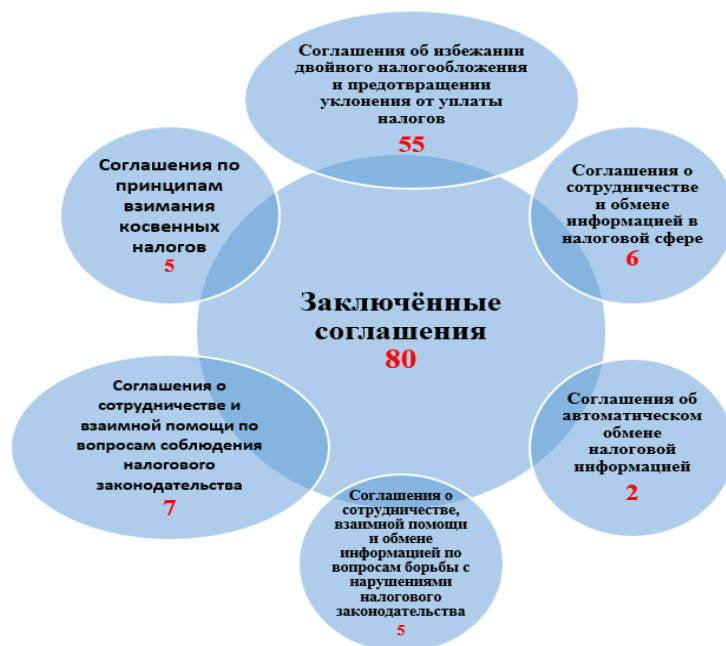 Соглашения об избежании
двойного налогообложения
и предотвращении
уклонения от уплаты
налогов
55
Соглашения о
сотрудничестве
и обмене
информацией в
налоговой сфере
6
Соглашения по
принципам
взимания
косвенных
налогов
5
Заключённые
соглашения
80
Соглашения об
автоматическом
обмене
налоговой
информацией
2
Соглашения о
сотрудничестве и
взаимной помощи по
вопросам соблюдения
налогового
законодательства
7
Соглашения о
сотрудничестве,
взаимной помощи
и обмене
информацией по
вопросам борьбы с
нарушениями
налогового
законодательства
5